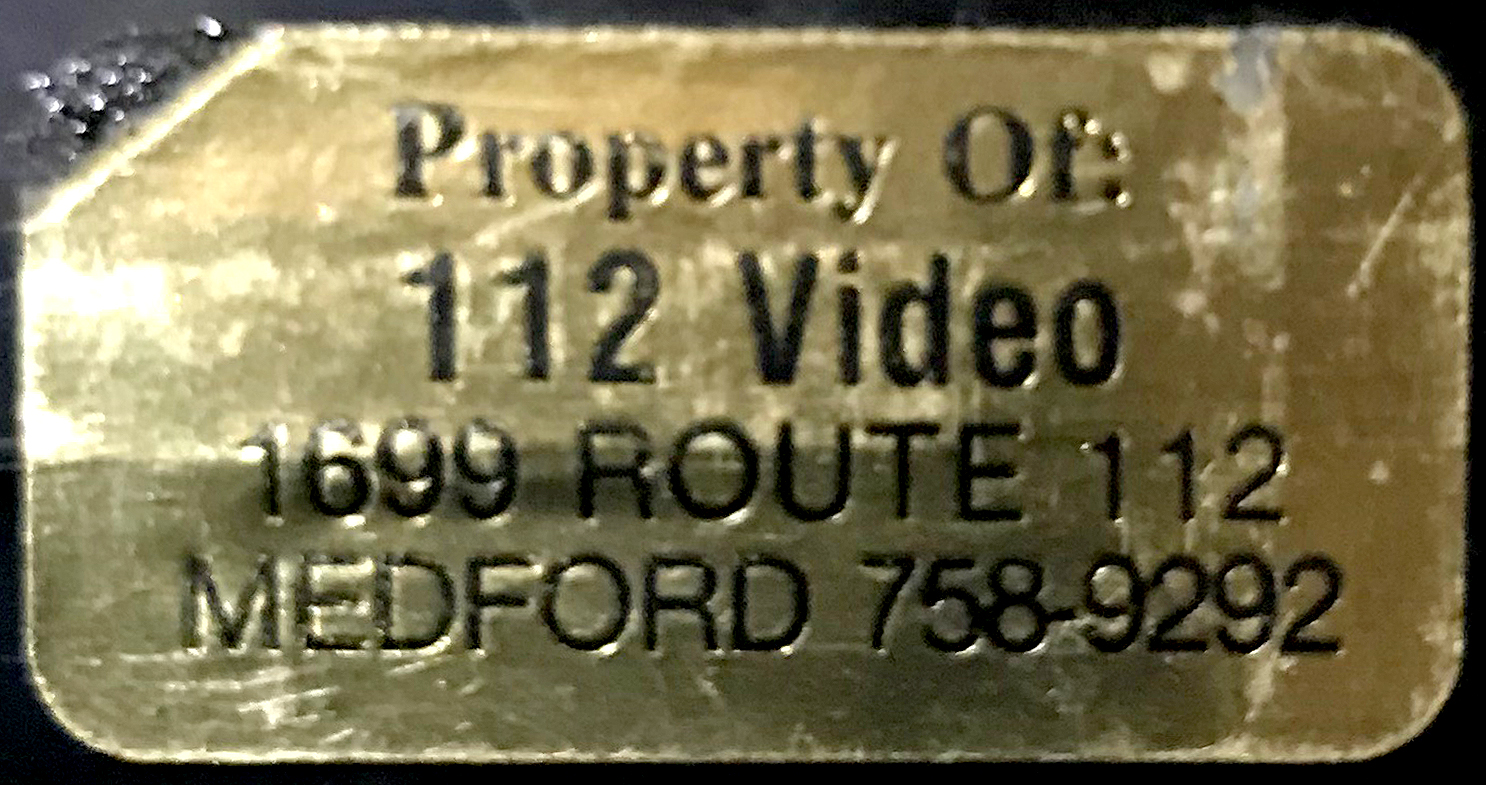 Property Of:
112 Video
1699 ROUTE 112
MEDFORD 758-9292